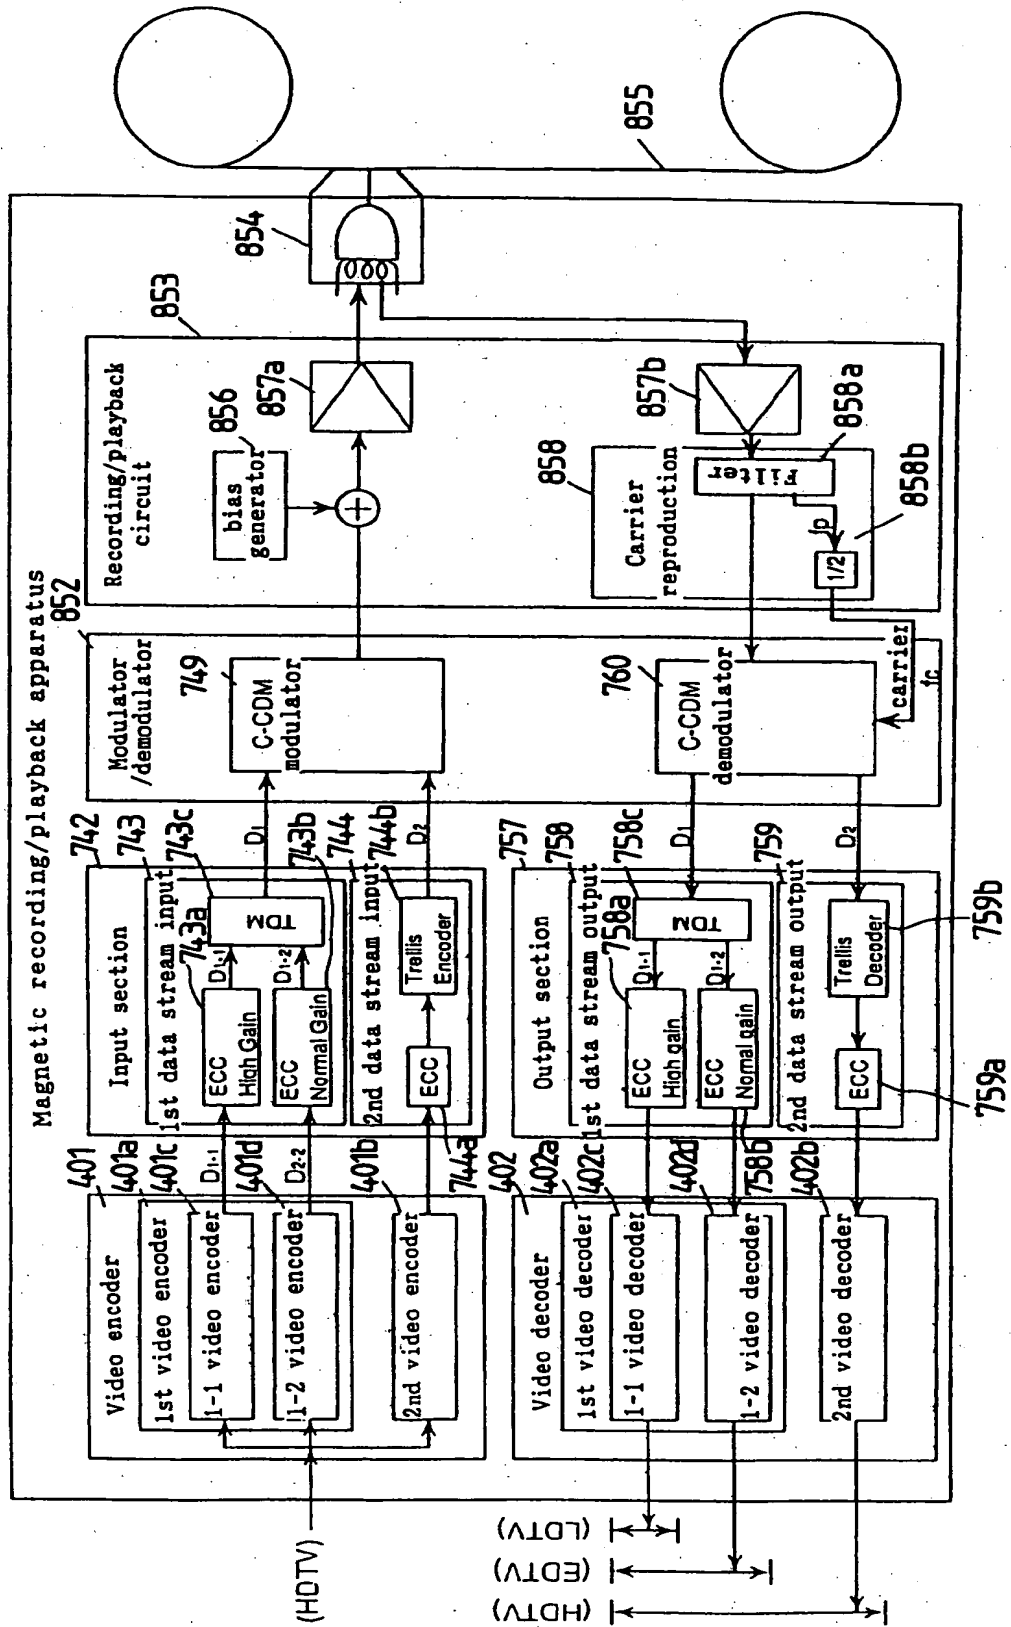 Magnetic recording/playback apparatus
401
Video encoder
401a
1st video encoder
401c
1-1 video encoder
401d
1-2 video encoder
401b
2nd video encoder
(HDTV)
D1-1
D2-2
742
Input section
743
1st data stream input
743a
743c
ECC
High Gain
D1-1
TDM
ECC
Normal Gain
D1-2
743b
744
2nd data stream input
744b
ECC
744a
Trellis
Encoder
D1
D2
852
Modulator
/demodulator
749
C-CDM
modulator
853
Recording/playback
circuit
856
bias
generator
+
857a
854
855
857b
858
Carrier
reproduction
Filter
858a
fp
1/2
858b
carrier
fc
760
C-CDM
demodulator
D1
D2
757
Output section
758
1st data stream output
758a
758c
TDM
D1-1
D1-2
ECC
High gain
ECC
Normal gain
758b
759
2nd data stream output
Trellis
Decoder
759b
ECC
759a
402
Video decoder
402a
1st video decoder
402c
1-1 video decoder
402d
1-2 video decoder
402b
2nd video decoder
(LDTV)
(EDTV)
(HDTV)